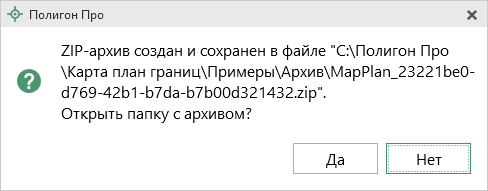 Полигон Про
ZIP-архив создан и сохранен в файле "C:\Полигон Про
\Карта план границ\Примеры\Архив\MapPlan_23221be0-
d769-42b1-b7da-b7b00d321432.zip".
Открыть папку с архивом?
Да
Нет